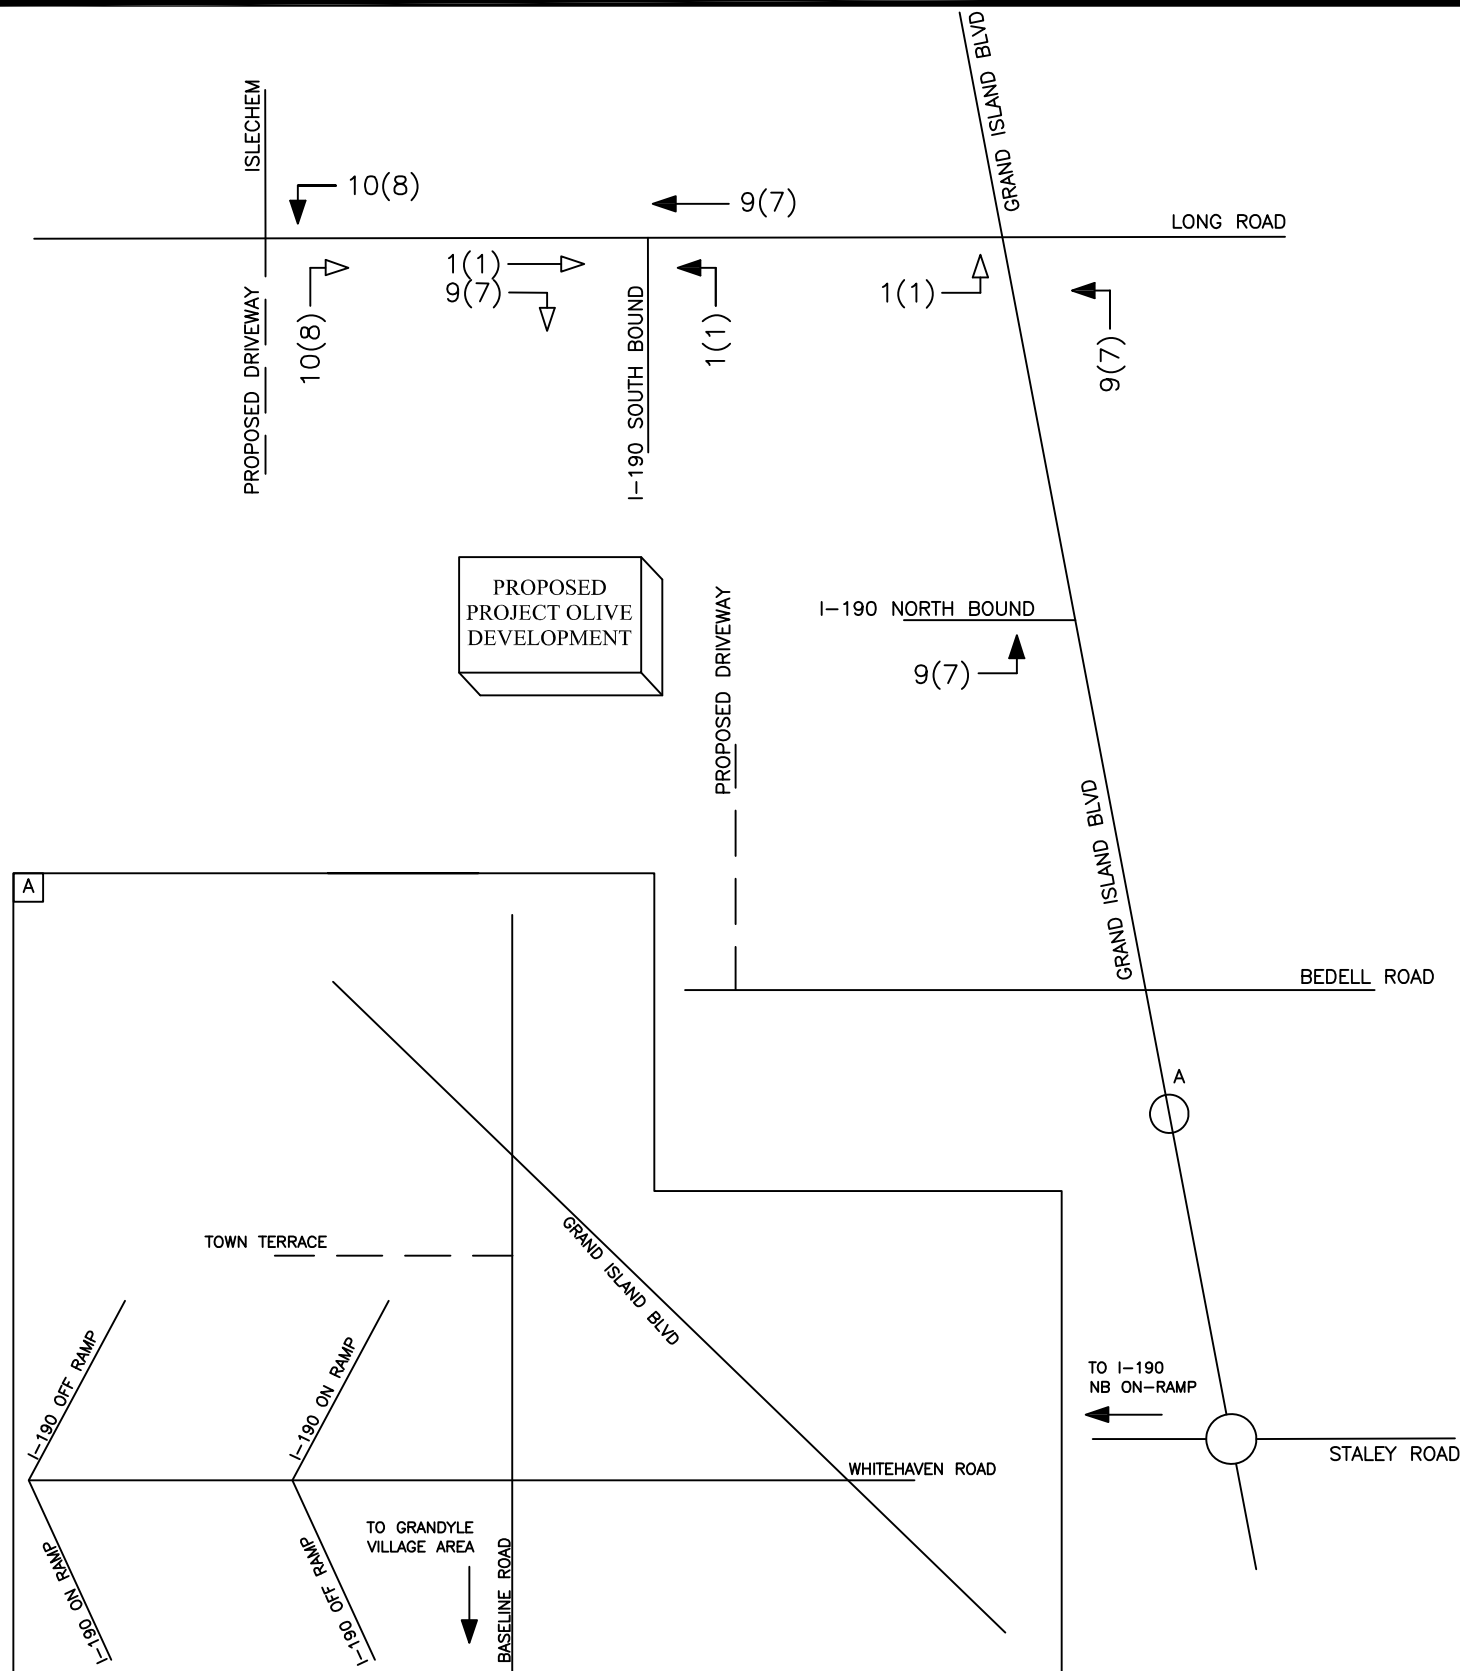 GRAND ISLAND BLVD
ISLECHEM
10(8)
9(7)
LONG ROAD
1(1)
9(7)
1(1)
10(8)
PROPOSED DRIVEWAY
I-190 SOUTH BOUND
1(1)
9(7)
PROPOSED
PROJECT OLIVE
DEVELOPMENT
PROPOSED DRIVEWAY
I-190 NORTH BOUND
9(7)
GRAND ISLAND BLVD
A
BEDELL ROAD
A
TOWN TERRACE
GRAND ISLAND BLVD
I-190 OFF RAMP
I-190 ON RAMP
TO I-190
NB ON-RAMP
STALEY ROAD
WHITEHAVEN ROAD
TO GRANDYLE
VILLAGE AREA
I-190 ON RAMP
I-190 OFF RAMP
BASELINE ROAD